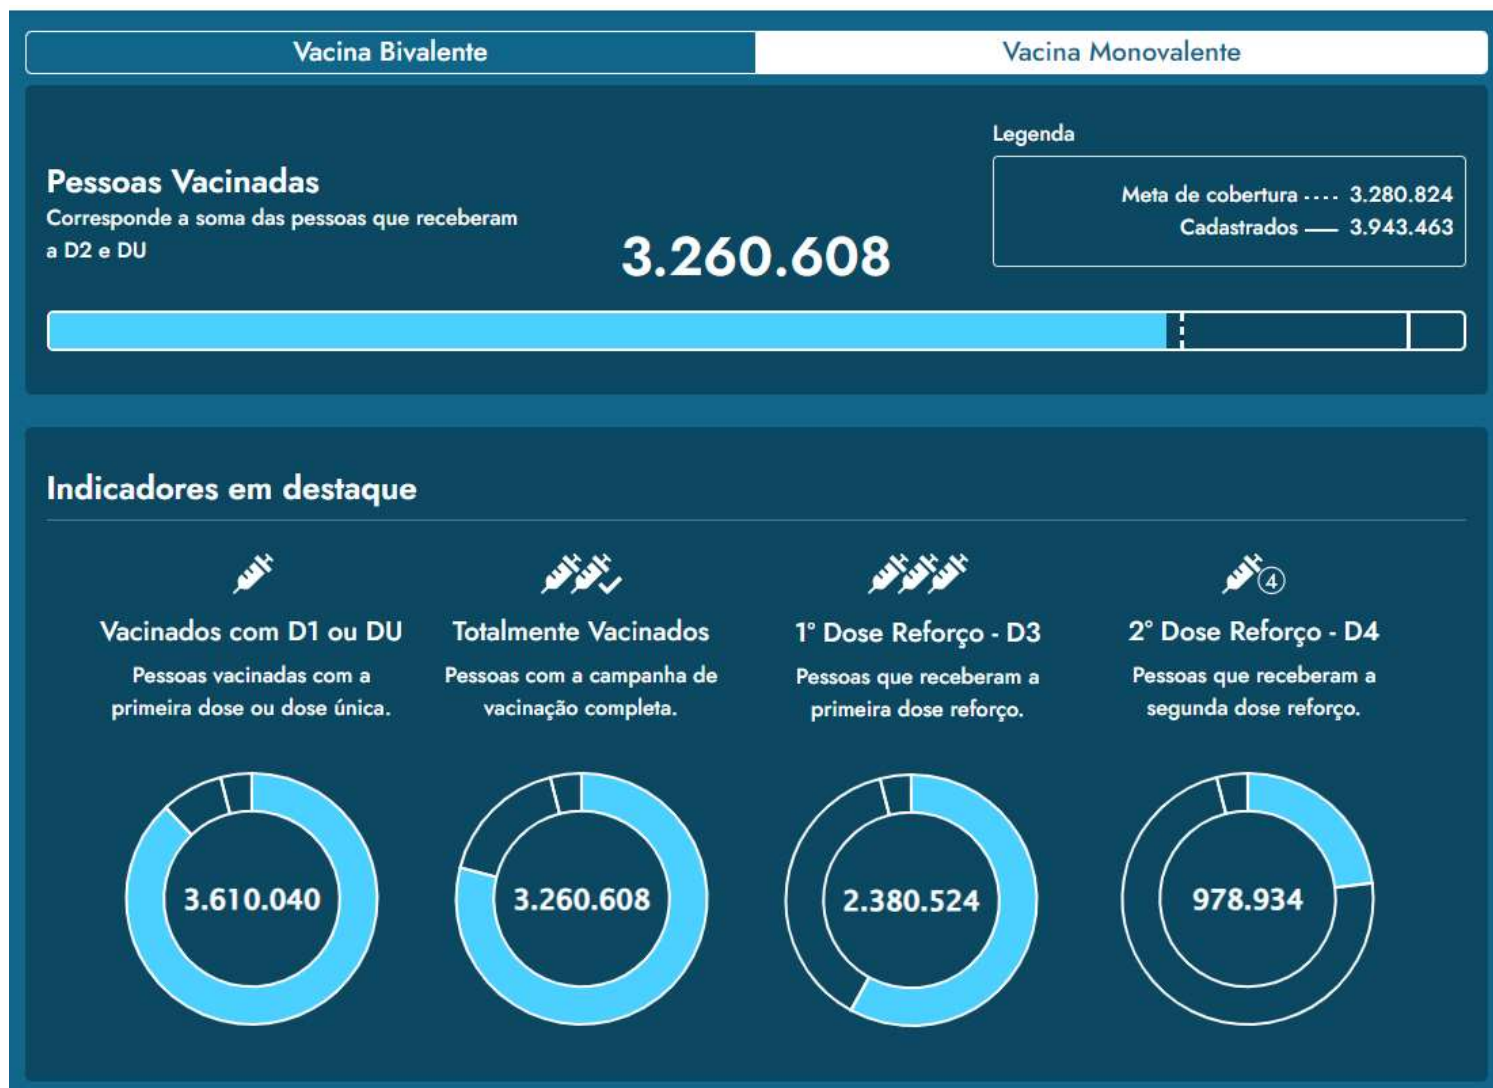 Vacina Bivalente
Vacina Monovalente
Pessoas Vacinadas
Corresponde a soma das pessoas que receberam
a D2 e DU
3.260.608
Legenda
Meta de cobertura ···· 3.280.824
Cadastrados — 3.943.463
Indicadores em destaque
Vacinados com D1 ou DU
Pessoas vacinadas com a
primeira dose ou dose única.
3.610.040
Totalmente Vacinados
Pessoas com a campanha de
vacinação completa.
3.260.608
1° Dose Reforço - D3
Pessoas que receberam a
primeira dose reforço.
2.380.524
4
2° Dose Reforço - D4
Pessoas que receberam a
segunda dose reforço.
978.934